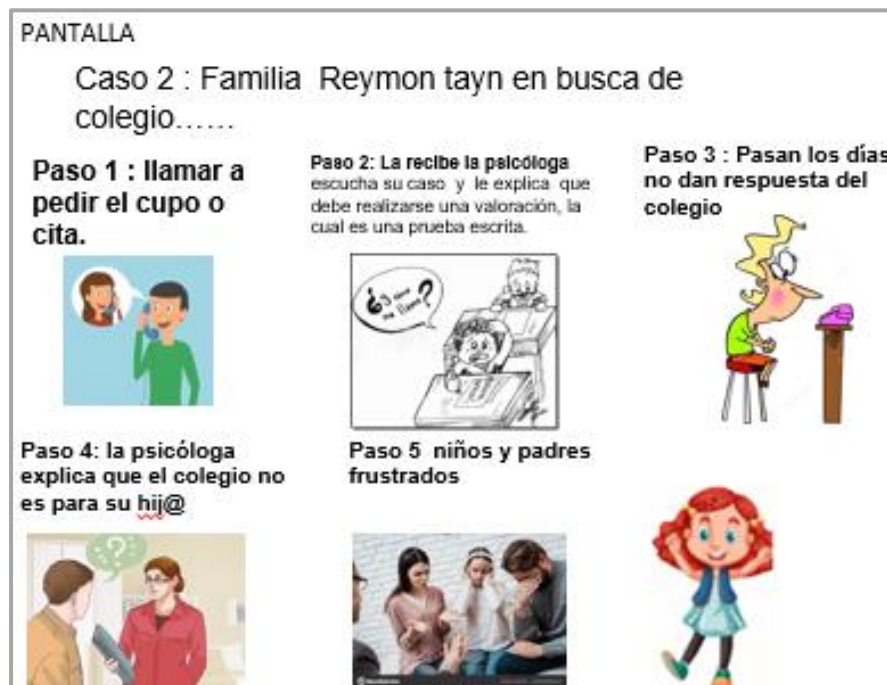 PANTALLA
Caso 2 : Familia Reymon tayn en busca de
colegio......
Paso 1 : llamar a
pedir el cupo o
cita.
Paso 2: La recibe la psicóloga
escucha su caso y le explica que
debe realizarse una valoración, la
cual es una prueba escrita.
Paso 3 : Pasan los días
no dan respuesta del
colegio
¿Y como
me llamo?
Paso 4: la psicóloga
explica que el colegio no
es para su hij@
Paso 5 niños y padres
frustrados
?